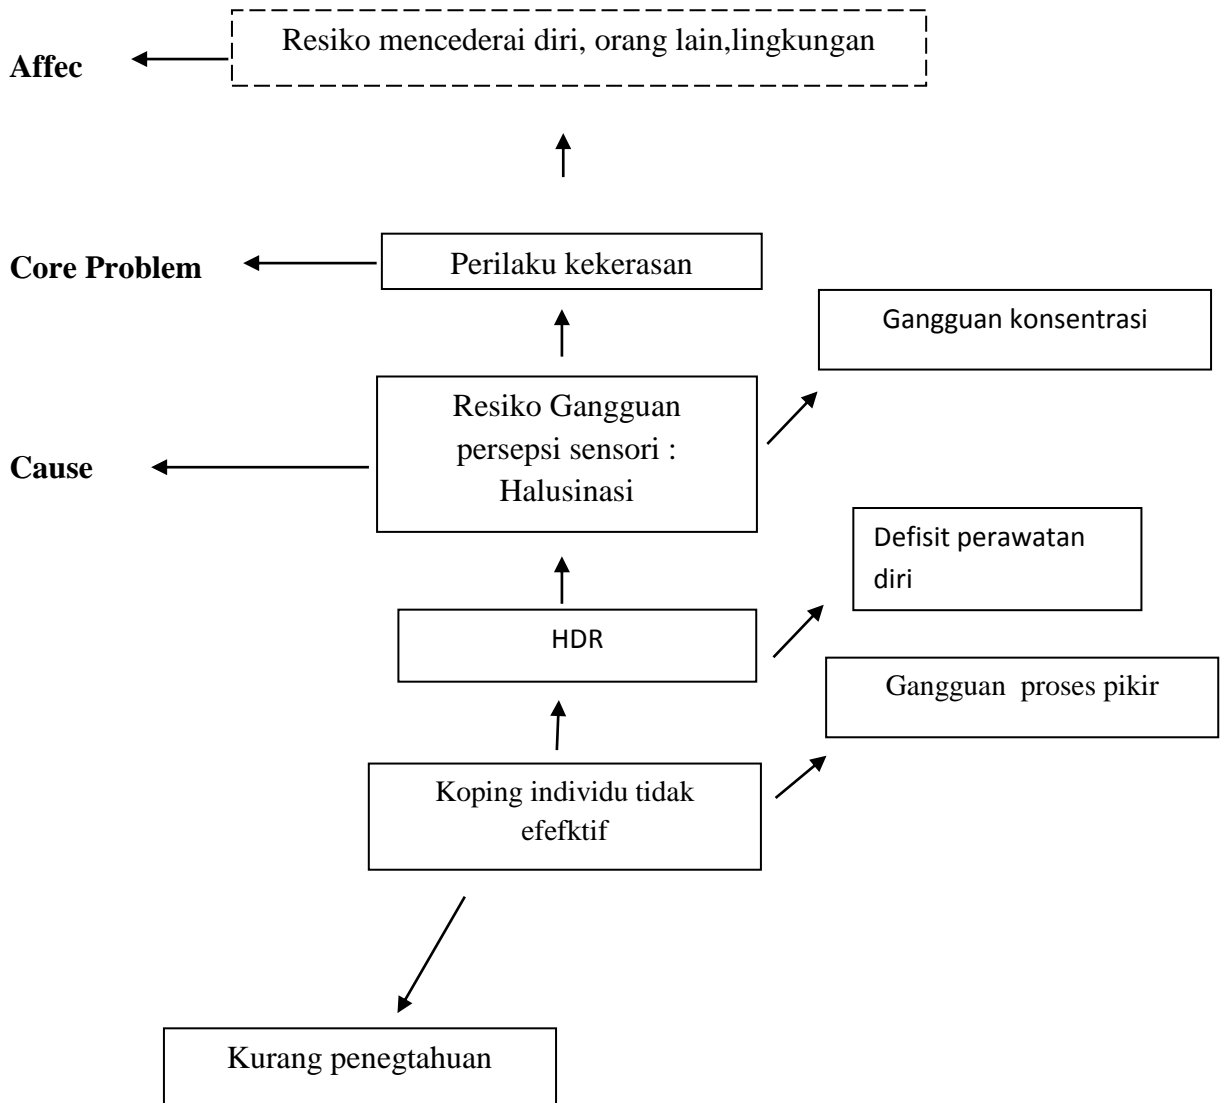 Resiko mencederai diri, orang lain,lingkungan
Affec
Core Problem
Perilaku kekerasan
Gangguan konsentrasi
Resiko Gangguan
persepsi sensori :
Halusinasi
Cause
Defisit perawatan
diri
HDR
Gangguan  proses pikir
Koping individu tidak
efefktif
Kurang penegtahuan